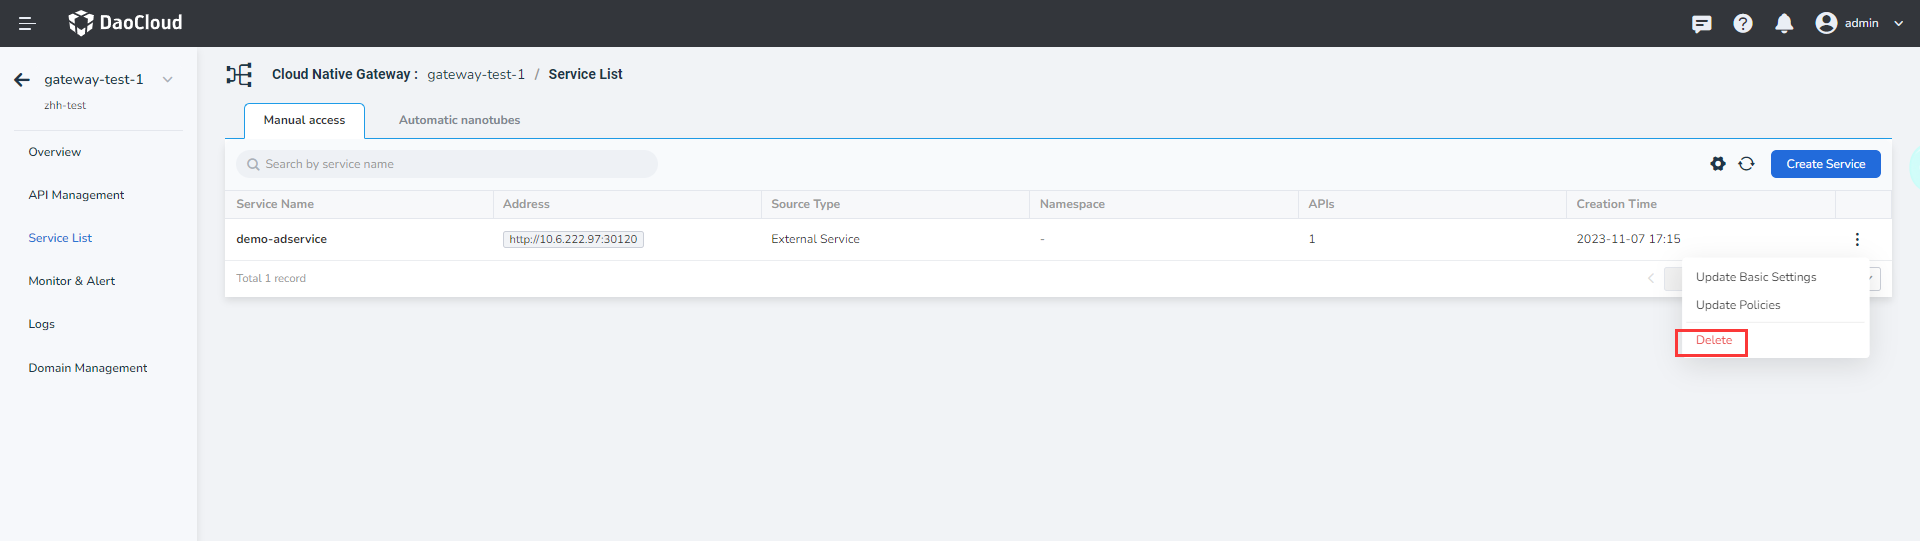 DaoCloud
admin
gateway-test-1
zhh-test
Overview
API Management
Service List
Monitor & Alert
Logs
Domain Management
Cloud Native Gateway : gateway-test-1 / Service List
Manual access Automatic nanotubes
Search by service name
Create Service
Service Name Address Source Type Namespace APIs Creation Time
demo-adservice http://10.6.222.97:30120 External Service - 1 2023-11-07 17:15
Total 1 record
Update Basic Settings
Update Policies
Delete